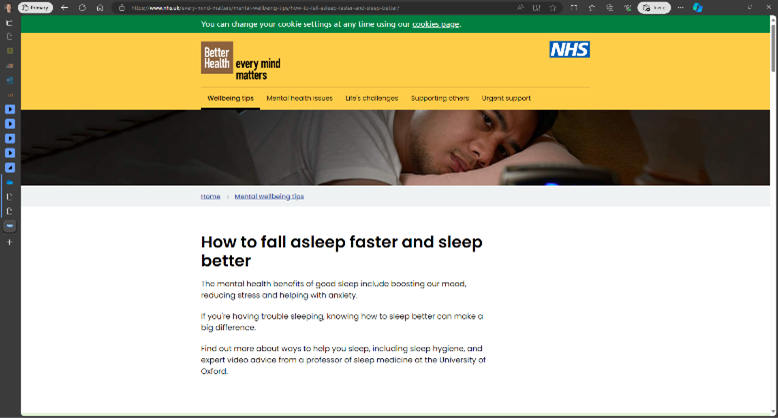 Primary
https://www.nhs.uk/every-mind-matters/mental-wellbeing-tips/how-to-fall-asleep-faster-and-sleep-better/
You can change your cookie settings at any time using our cookies page.
Better
Health
every mind
matters
NHS
Wellbeing tips
Mental health issues
Life's challenges
Supporting others
Urgent support
Home
Mental wellbeing tips
How to fall asleep faster and sleep
better
The mental health benefits of good sleep include boosting our mood,
reducing stress and helping with anxiety.
If you're having trouble sleeping, knowing how to sleep better can make a
big difference.
Find out more about ways to help you sleep, including sleep hygiene, and
expert video advice from a professor of sleep medicine at the University of
Oxford.